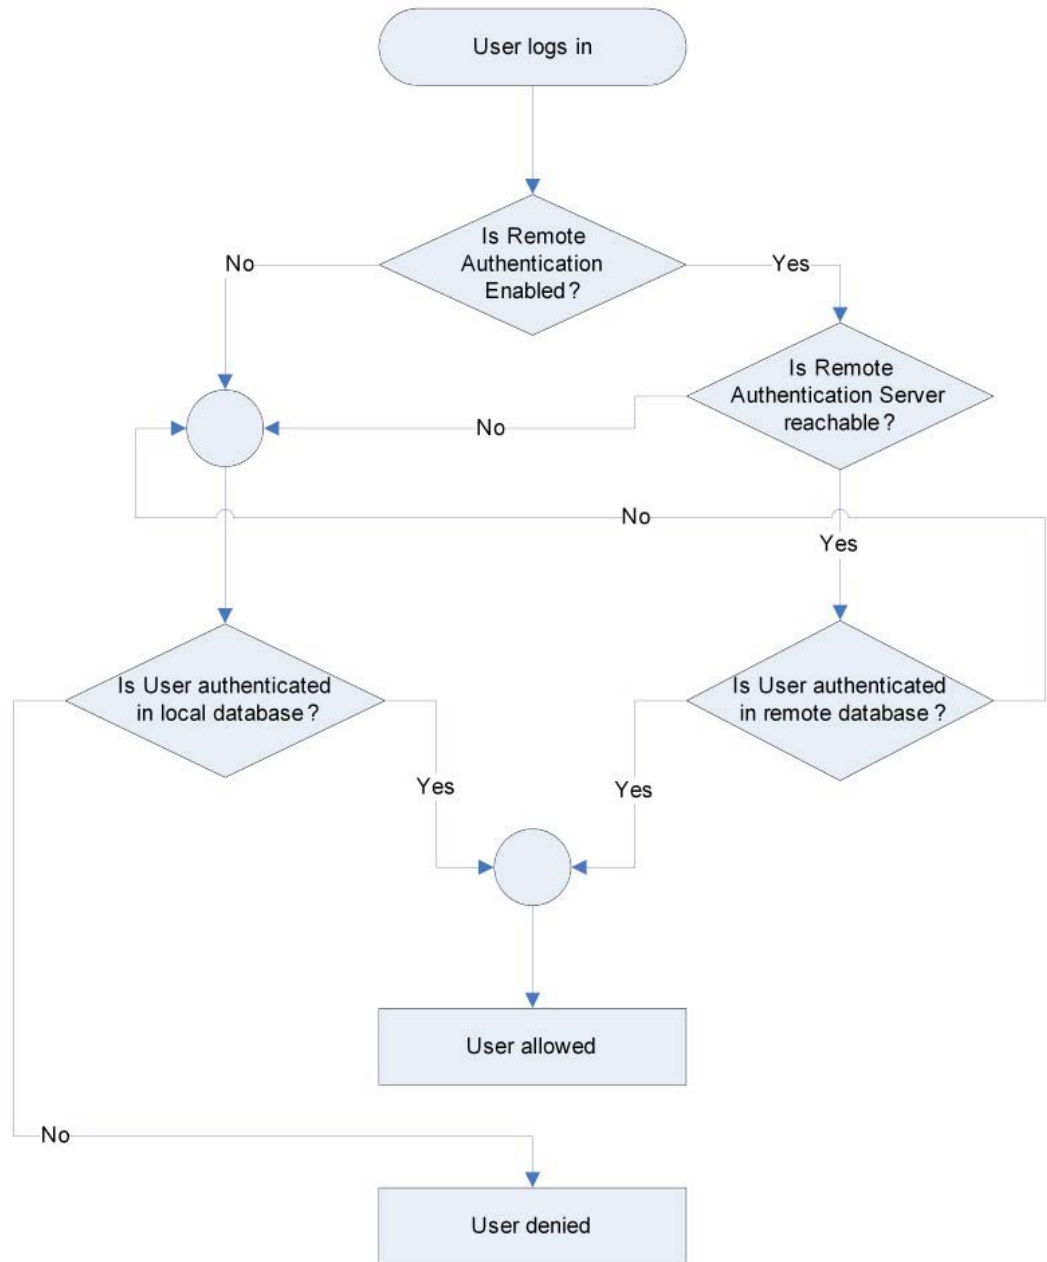 User logs in
Is Remote
Authentication
Enabled?
No
Yes
Is Remote
Authentication Server
reachable?
No
No
Yes
Is User authenticated
in local database?
Is User authenticated
in remote database?
Yes
Yes
User allowed
No
User denied